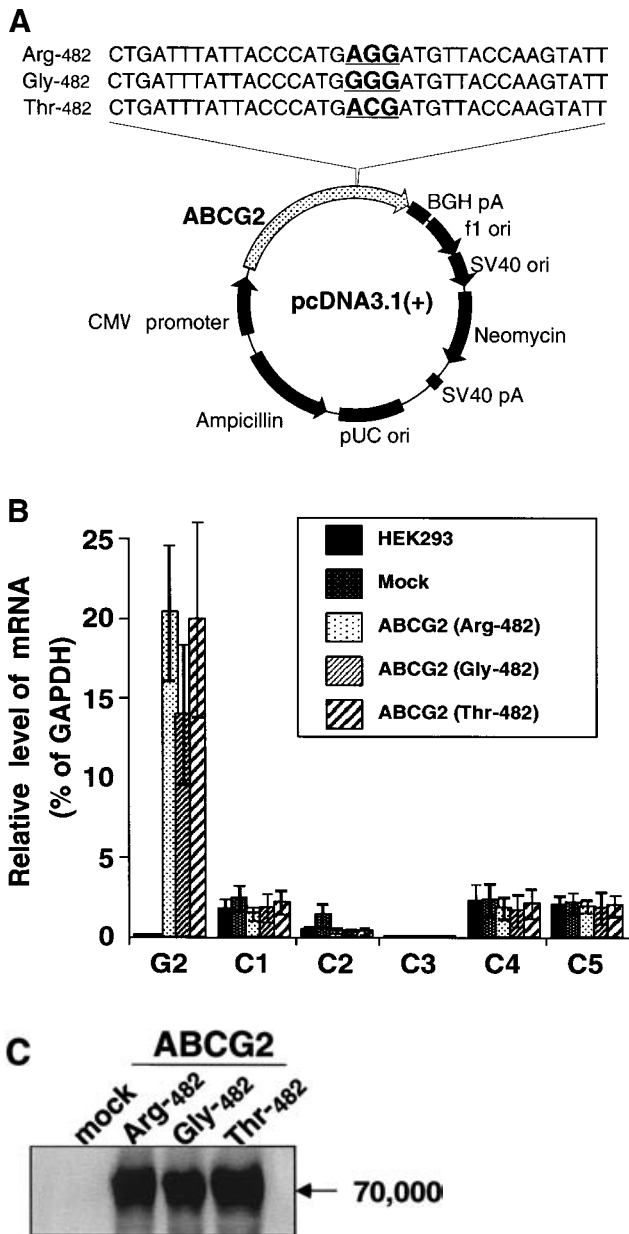 A
Arg-482 CTGATTTATTACCCATGAGGATGTTACCAAGTATT
Gly-482 CTGATTTATTACCCATGGGGATGTTACCAAGTATT
Thr-482 CTGATTTATTACCCATGACGATGTTACCAAGTATT
ABCG2
BGH pA
f1 ori
SV40 ori
pcDNA3.1(+)
CMV promoter
Neomycin
SV40 pA
Ampicillin
pUC ori
B
Relative level of mRNA
(% of GAPDH)
25
20
15
10
5
0
HEK293
Mock
ABCG2 (Arg-482)
ABCG2 (Gly-482)
ABCG2 (Thr-482)
G2 C1 C2 C3 C4 C5
C
ABCG2
mock Arg-482 Gly-482 Thr-482
70,000